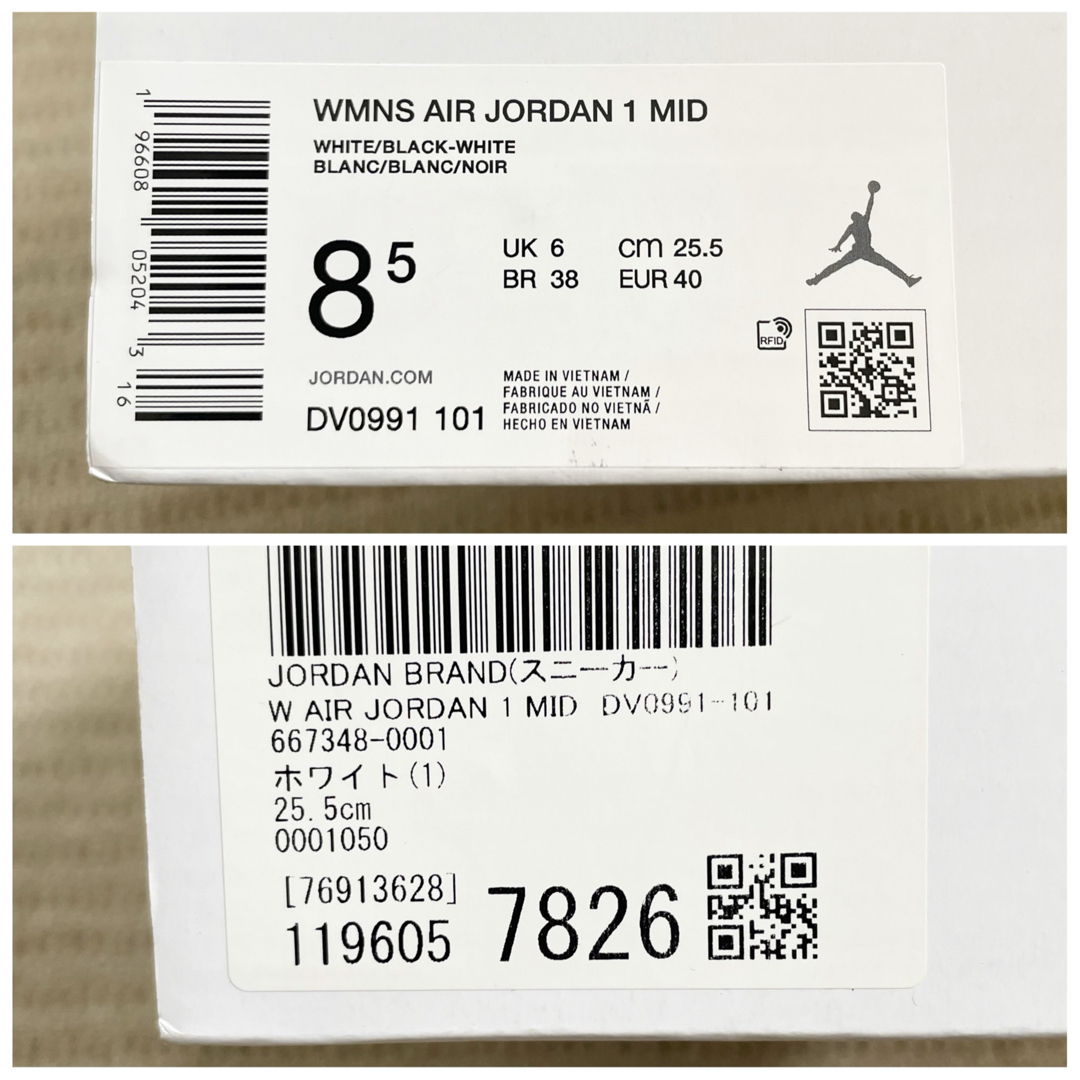 WMNS AIR JORDAN 1 MID
WHITE/BLACK-WHITE
BLANC/BLANC/NOIR
1 96608 05204 3 16
8 5
UK 6 cm 25.5
BR 38 EUR 40
RFID
JORDAN.COM
DV0991 101
MADE IN VIETNAM /
FABRIQUE AU VIETNAM /
FABRICADO NO VIETNÃ /
HECHO EN VIETNAM
JORDAN BRAND(スニーカー)
W AIR JORDAN 1 MID DV0991-101
667348-0001
ホワイト(1)
25.5cm
0001050
[76913628]
119605 7826